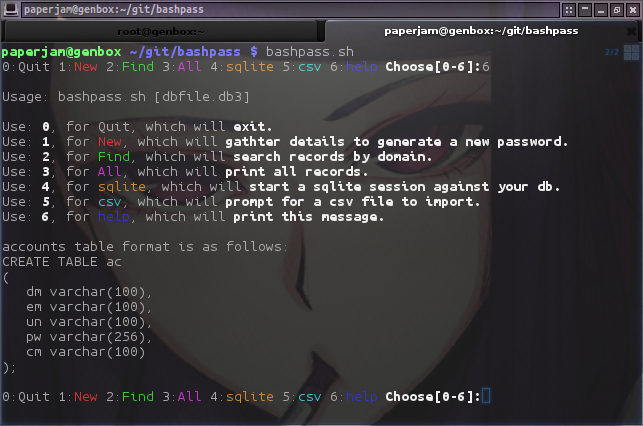 paperjam@genbox:~/git/bashpass
root@genbox:~
paperjam@genbox:~/git/bashpass
paperjam@genbox ~/git/bashpass $ bashpass.sh
2/2
0:Quit 1:New 2:Find 3:All 4:sqlite 5:csv 6:help Choose[0-6]:6
Usage: bashpass.sh [dbfile.db3]
Use: 0, for Quit, which will exit.
Use: 1, for New, which will gathter details to generate a new password.
Use: 2, for Find, which will search records by domain.
Use: 3, for All, which will print all records.
Use: 4, for sqlite, which will start a sqlite session against your db.
Use: 5, for csv, which will prompt for a csv file to import.
Use: 6, for help, which will print this message.
accounts table format is as follows:
CREATE TABLE ac
(
dm varchar(100),
em varchar(100),
un varchar(100),
pw varchar(256),
cm varchar(100)
);
0:Quit 1:New 2:Find 3:All 4:sqlite 5:csv 6:help Choose[0-6]: